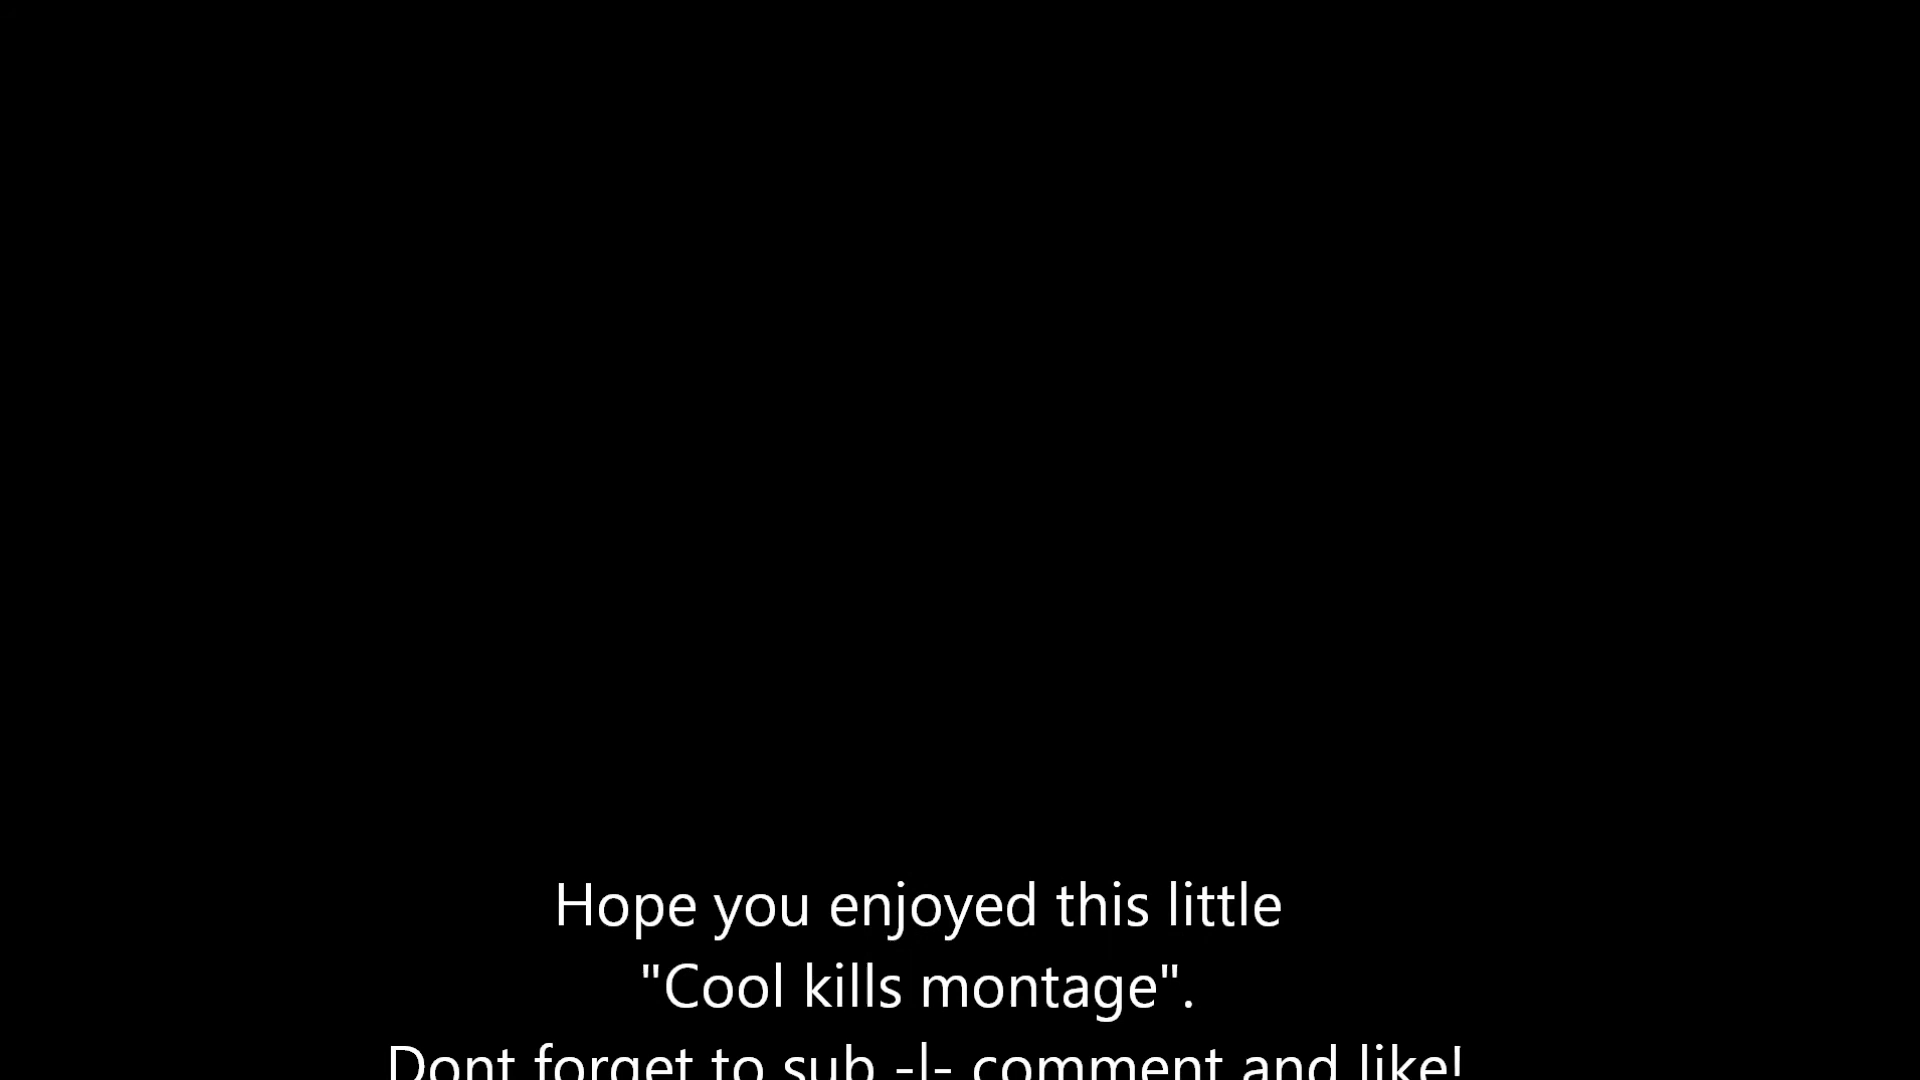 Hope you enjoyed this little
"Cool kills montage".
Dont forget to sub -|- comment and like!